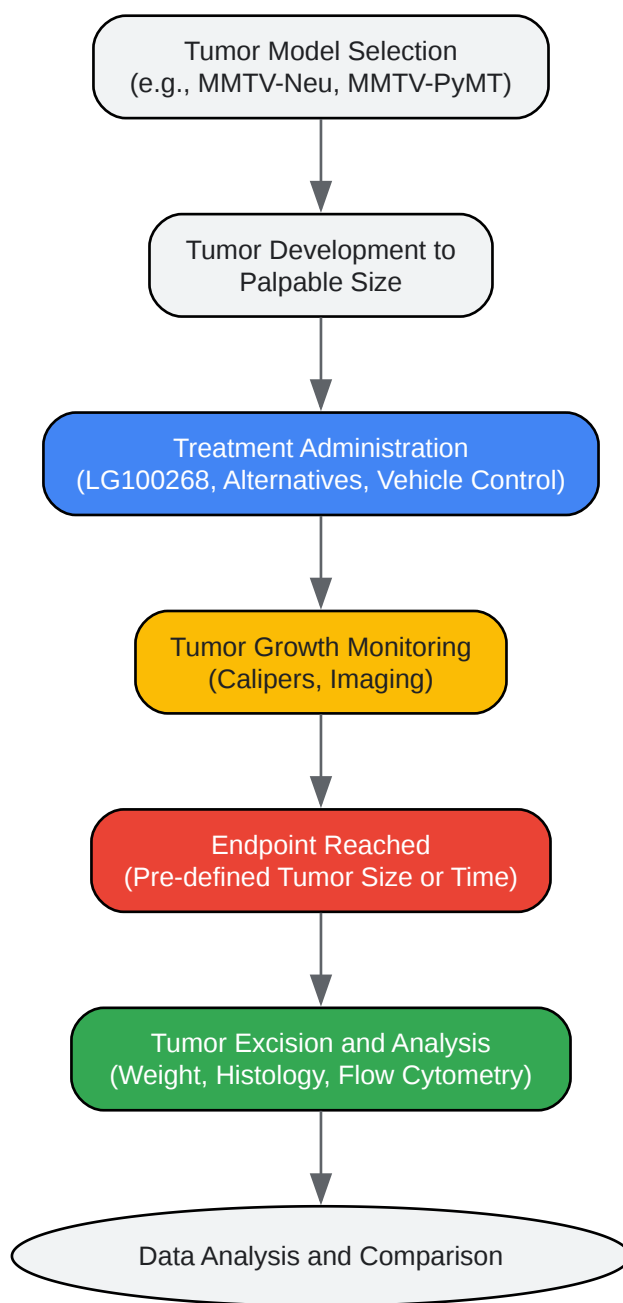 Tumor Model Selection
(e.g., MMTV-Neu, MMTV-PyMT)
Tumor Development to
Palpable Size
Treatment Administration
(LG100268, Alternatives, Vehicle Control)
Tumor Growth Monitoring
(Calipers, Imaging)
Endpoint Reached
(Pre-defined Tumor Size or Time)
Tumor Excision and Analysis
(Weight, Histology, Flow Cytometry)
Data Analysis and Comparison